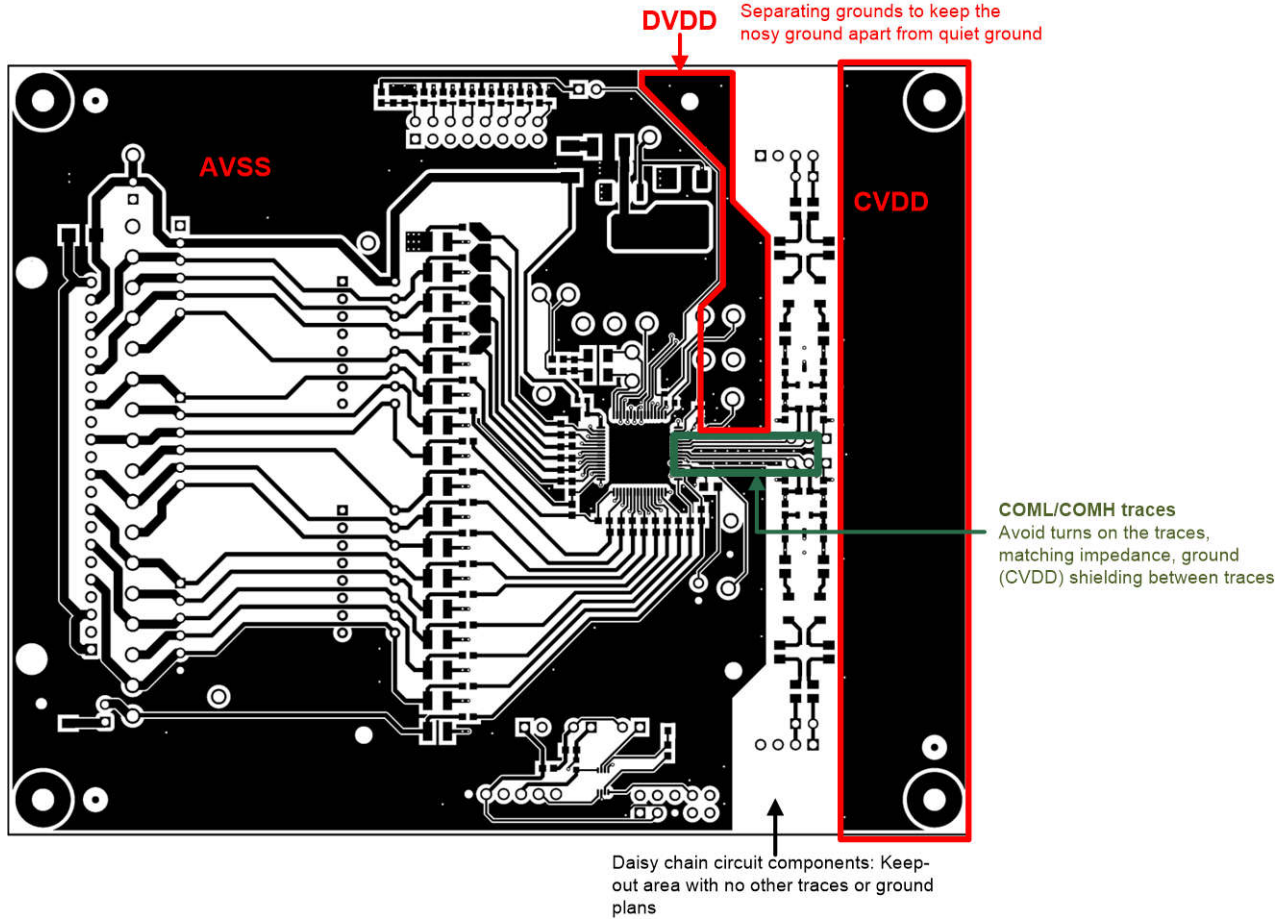 DVDD
Separating grounds to keep the
nosy ground apart from quiet ground
AVSS
CVDD
COML/COMH traces
Avoid turns on the traces,
matching impedance, ground
(CVDD) shielding between traces
Daisy chain circuit components: Keep-
out area with no other traces or ground
plans